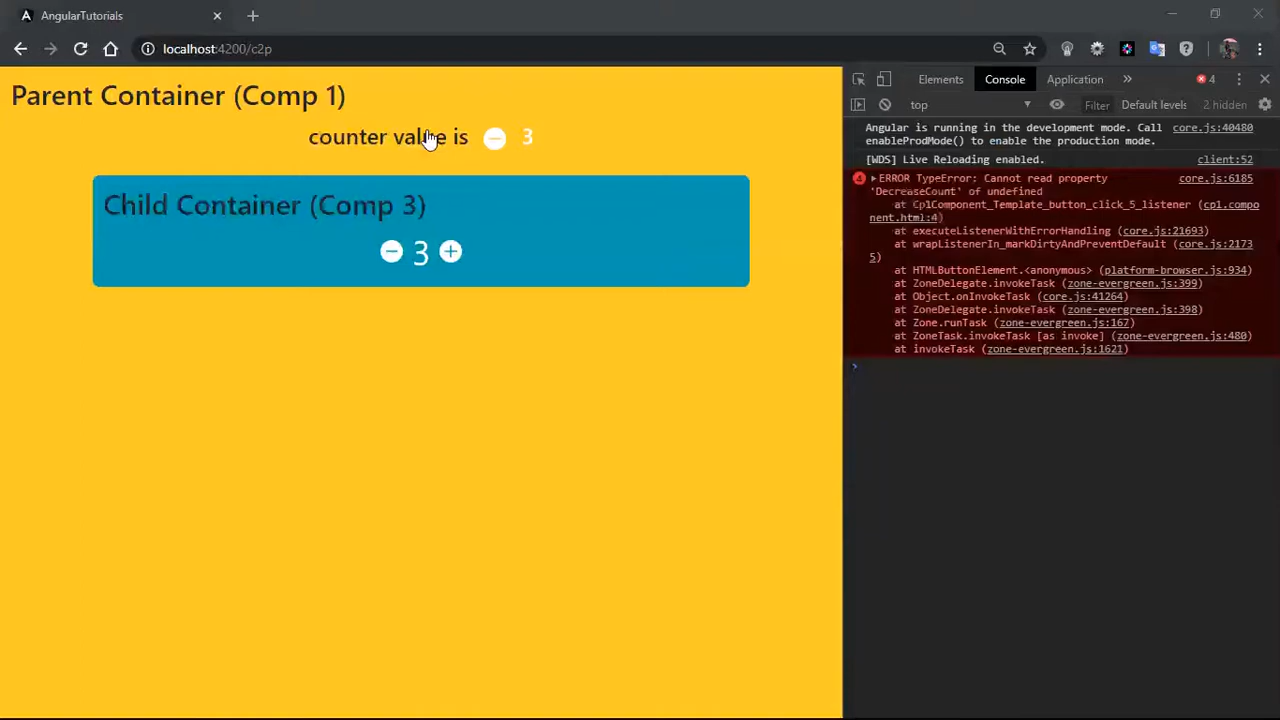 AngularTutorials
localhost:4200/c2p
Parent Container (Comp 1)
counter value is 3
Child Container (Comp 3)
3
Elements Console Application » 4
top Filter Default levels 2 hidden
Angular is running in the development mode. Call core.js:40480
enableProdMode() to enable the production mode.
[WDS] Live Reloading enabled. client:52
4 ERROR TypeError: Cannot read property core.js:6185
'DecreaseCount' of undefined
at Cp1Component_Template_button_click_5_listener (cp1.compo
nent.html:4)
at executeListenerWithErrorHandling (core.js:21693)
at wrapListenerIn_markDirtyAndPreventDefault (core.js:2173
5)
at HTMLButtonElement.<anonymous> (platform-browser.js:934)
at ZoneDelegate.invokeTask (zone-evergreen.js:399)
at Object.onInvokeTask (core.js:41264)
at ZoneDelegate.invokeTask (zone-evergreen.js:398)
at Zone.runTask (zone-evergreen.js:167)
at ZoneTask.invokeTask [as invoke] (zone-evergreen.js:480)
at invokeTask (zone-evergreen.js:1621)